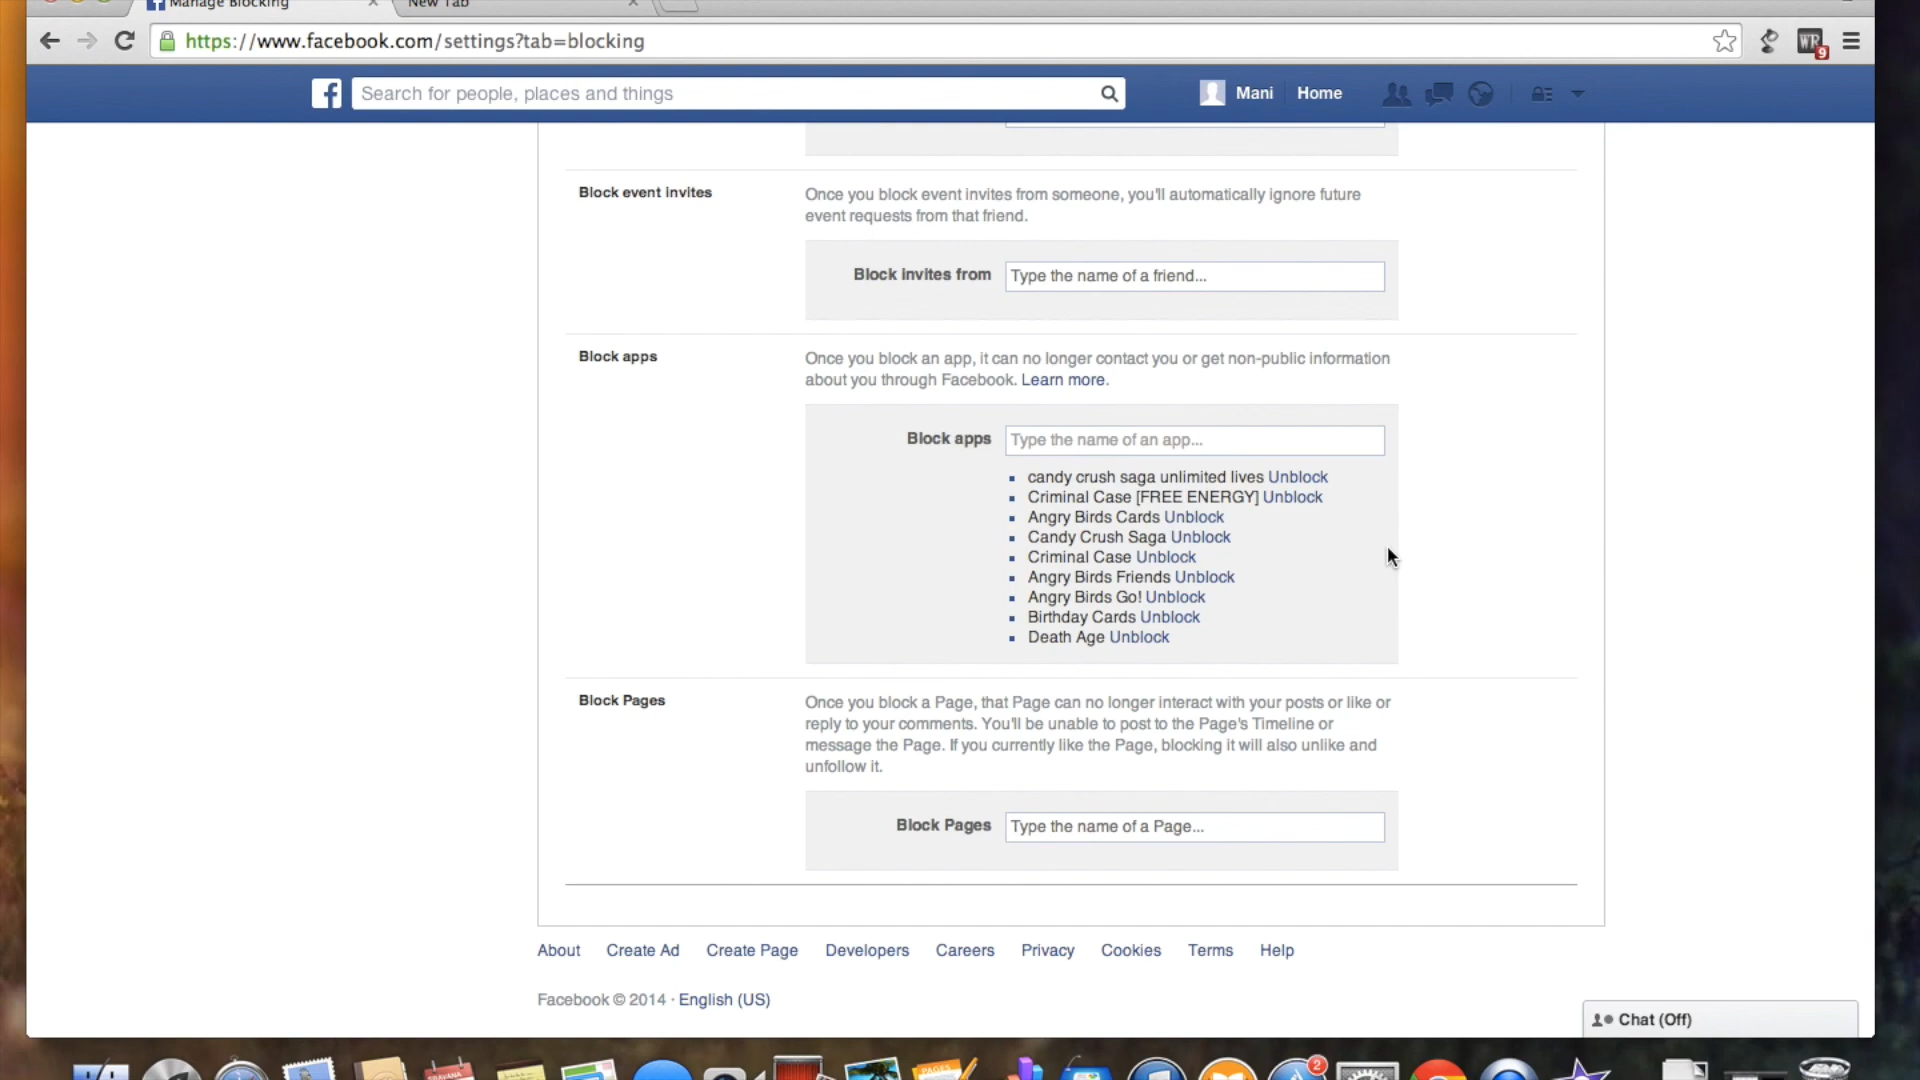 Manage Blocking
New Tab
https://www.facebook.com/settings?tab=blocking
WR
9
f
Search for people, places and things
Mani
Home
Block event invites
Once you block event invites from someone, you'll automatically ignore future
event requests from that friend.
Block invites from
Type the name of a friend...
Block apps
Once you block an app, it can no longer contact you or get non-public information
about you through Facebook. Learn more.
Block apps
Type the name of an app...
candy crush saga unlimited lives Unblock
Criminal Case [FREE ENERGY] Unblock
Angry Birds Cards Unblock
Candy Crush Saga Unblock
Criminal Case Unblock
Angry Birds Friends Unblock
Angry Birds Go! Unblock
Birthday Cards Unblock
Death Age Unblock
Block Pages
Once you block a Page, that Page can no longer interact with your posts or like or
reply to your comments. You'll be unable to post to the Page's Timeline or
message the Page. If you currently like the Page, blocking it will also unlike and
unfollow it.
Block Pages
Type the name of a Page...
About Create Ad Create Page Developers Careers Privacy Cookies Terms Help
Facebook © 2014 · English (US)
Chat (Off)
PAGES
2